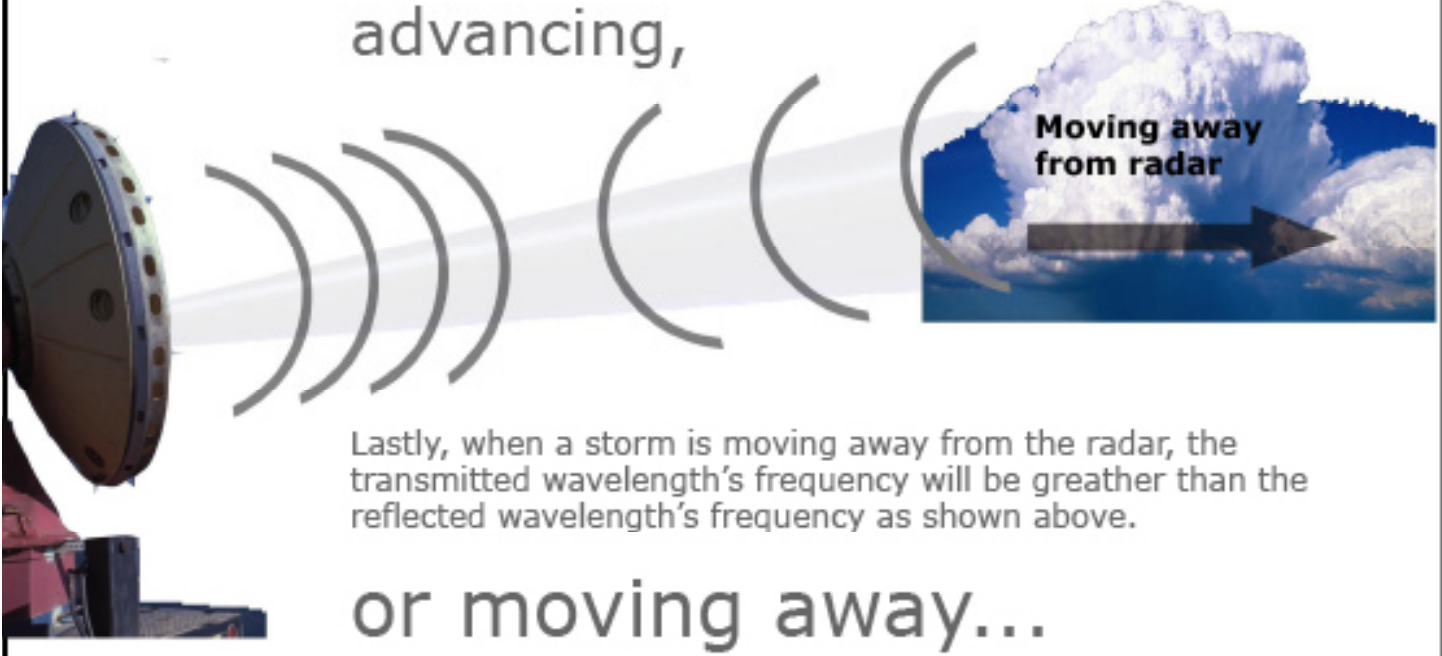 advancing,
Moving away
from radar
Lastly, when a storm is moving away from the radar, the
transmitted wavelength’s frequency will be greather than the
reflected wavelength’s frequency as shown above.
or moving away...